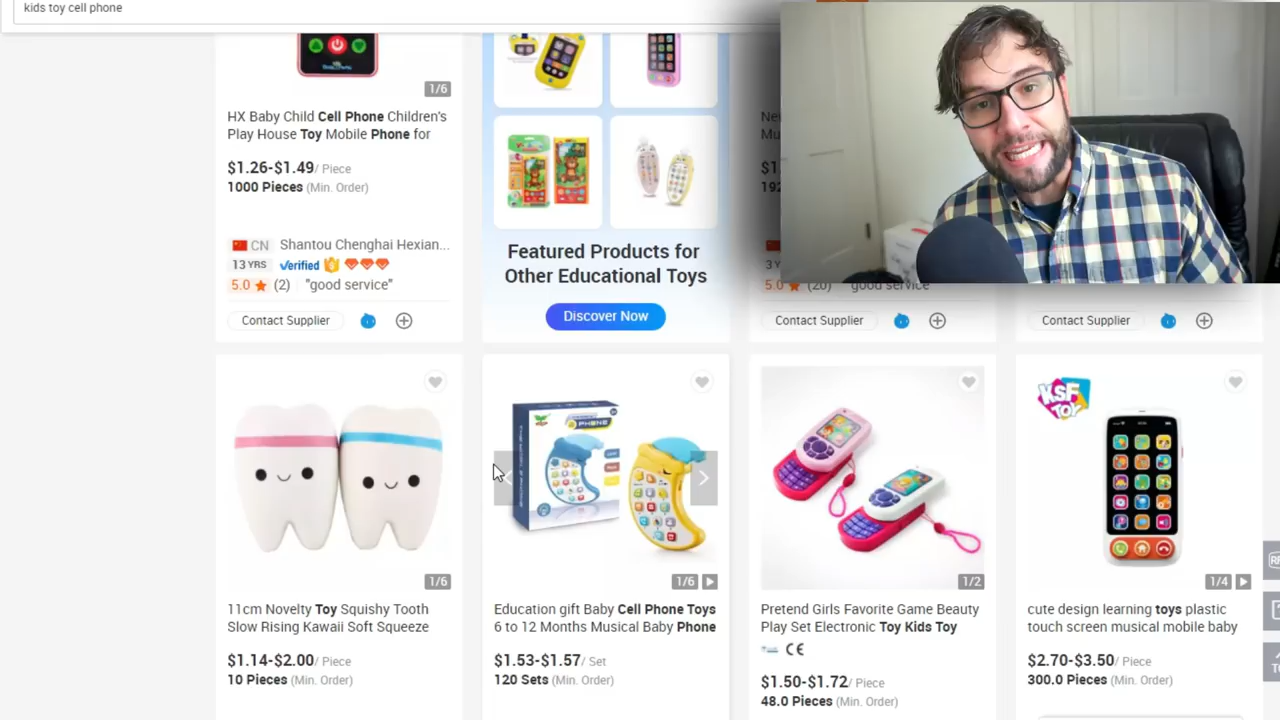 kids toy cell phone
1/6
HX Baby Child Cell Phone Children's
Play House Toy Mobile Phone for
$1.26-$1.49/ Piece
1000 Pieces (Min. Order)
CN Shantou Chenghai Hexian...
13 YRS Verified
5.0 (2) "good service"
Contact Supplier
Featured Products for
Other Educational Toys
Discover Now
5.0 (20) "good service"
Contact Supplier
Contact Supplier
1/6
11cm Novelty Toy Squishy Tooth
Slow Rising Kawaii Soft Squeeze
$1.14-$2.00/ Piece
10 Pieces (Min. Order)
PHONE
1/6
Education gift Baby Cell Phone Toys
6 to 12 Months Musical Baby Phone
$1.53-$1.57/ Set
120 Sets (Min. Order)
1/2
Pretend Girls Favorite Game Beauty
Play Set Electronic Toy Kids Toy
CE
$1.50-$1.72/ Piece
48.0 Pieces (Min. Order)
KSF
TOY
1/4
cute design learning toys plastic
touch screen musical mobile baby
$2.70-$3.50/ Piece
300.0 Pieces (Min. Order)